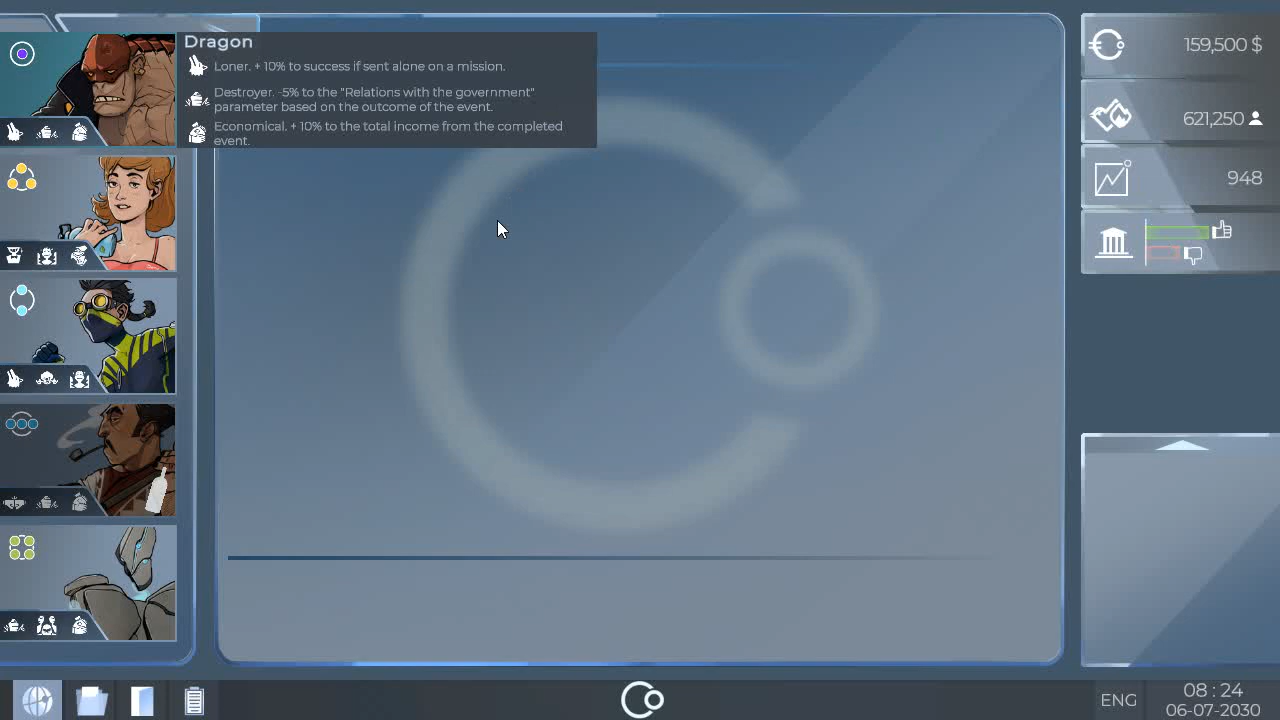 Dragon
Loner. + 10% to success if sent alone on a mission.
Destroyer. -5% to the "Relations with the government"
parameter based on the outcome of the event.
Economical. + 10% to the total income from the completed
event.
159,500 $
621,250
948
ENG
08 : 24
06-07-2030